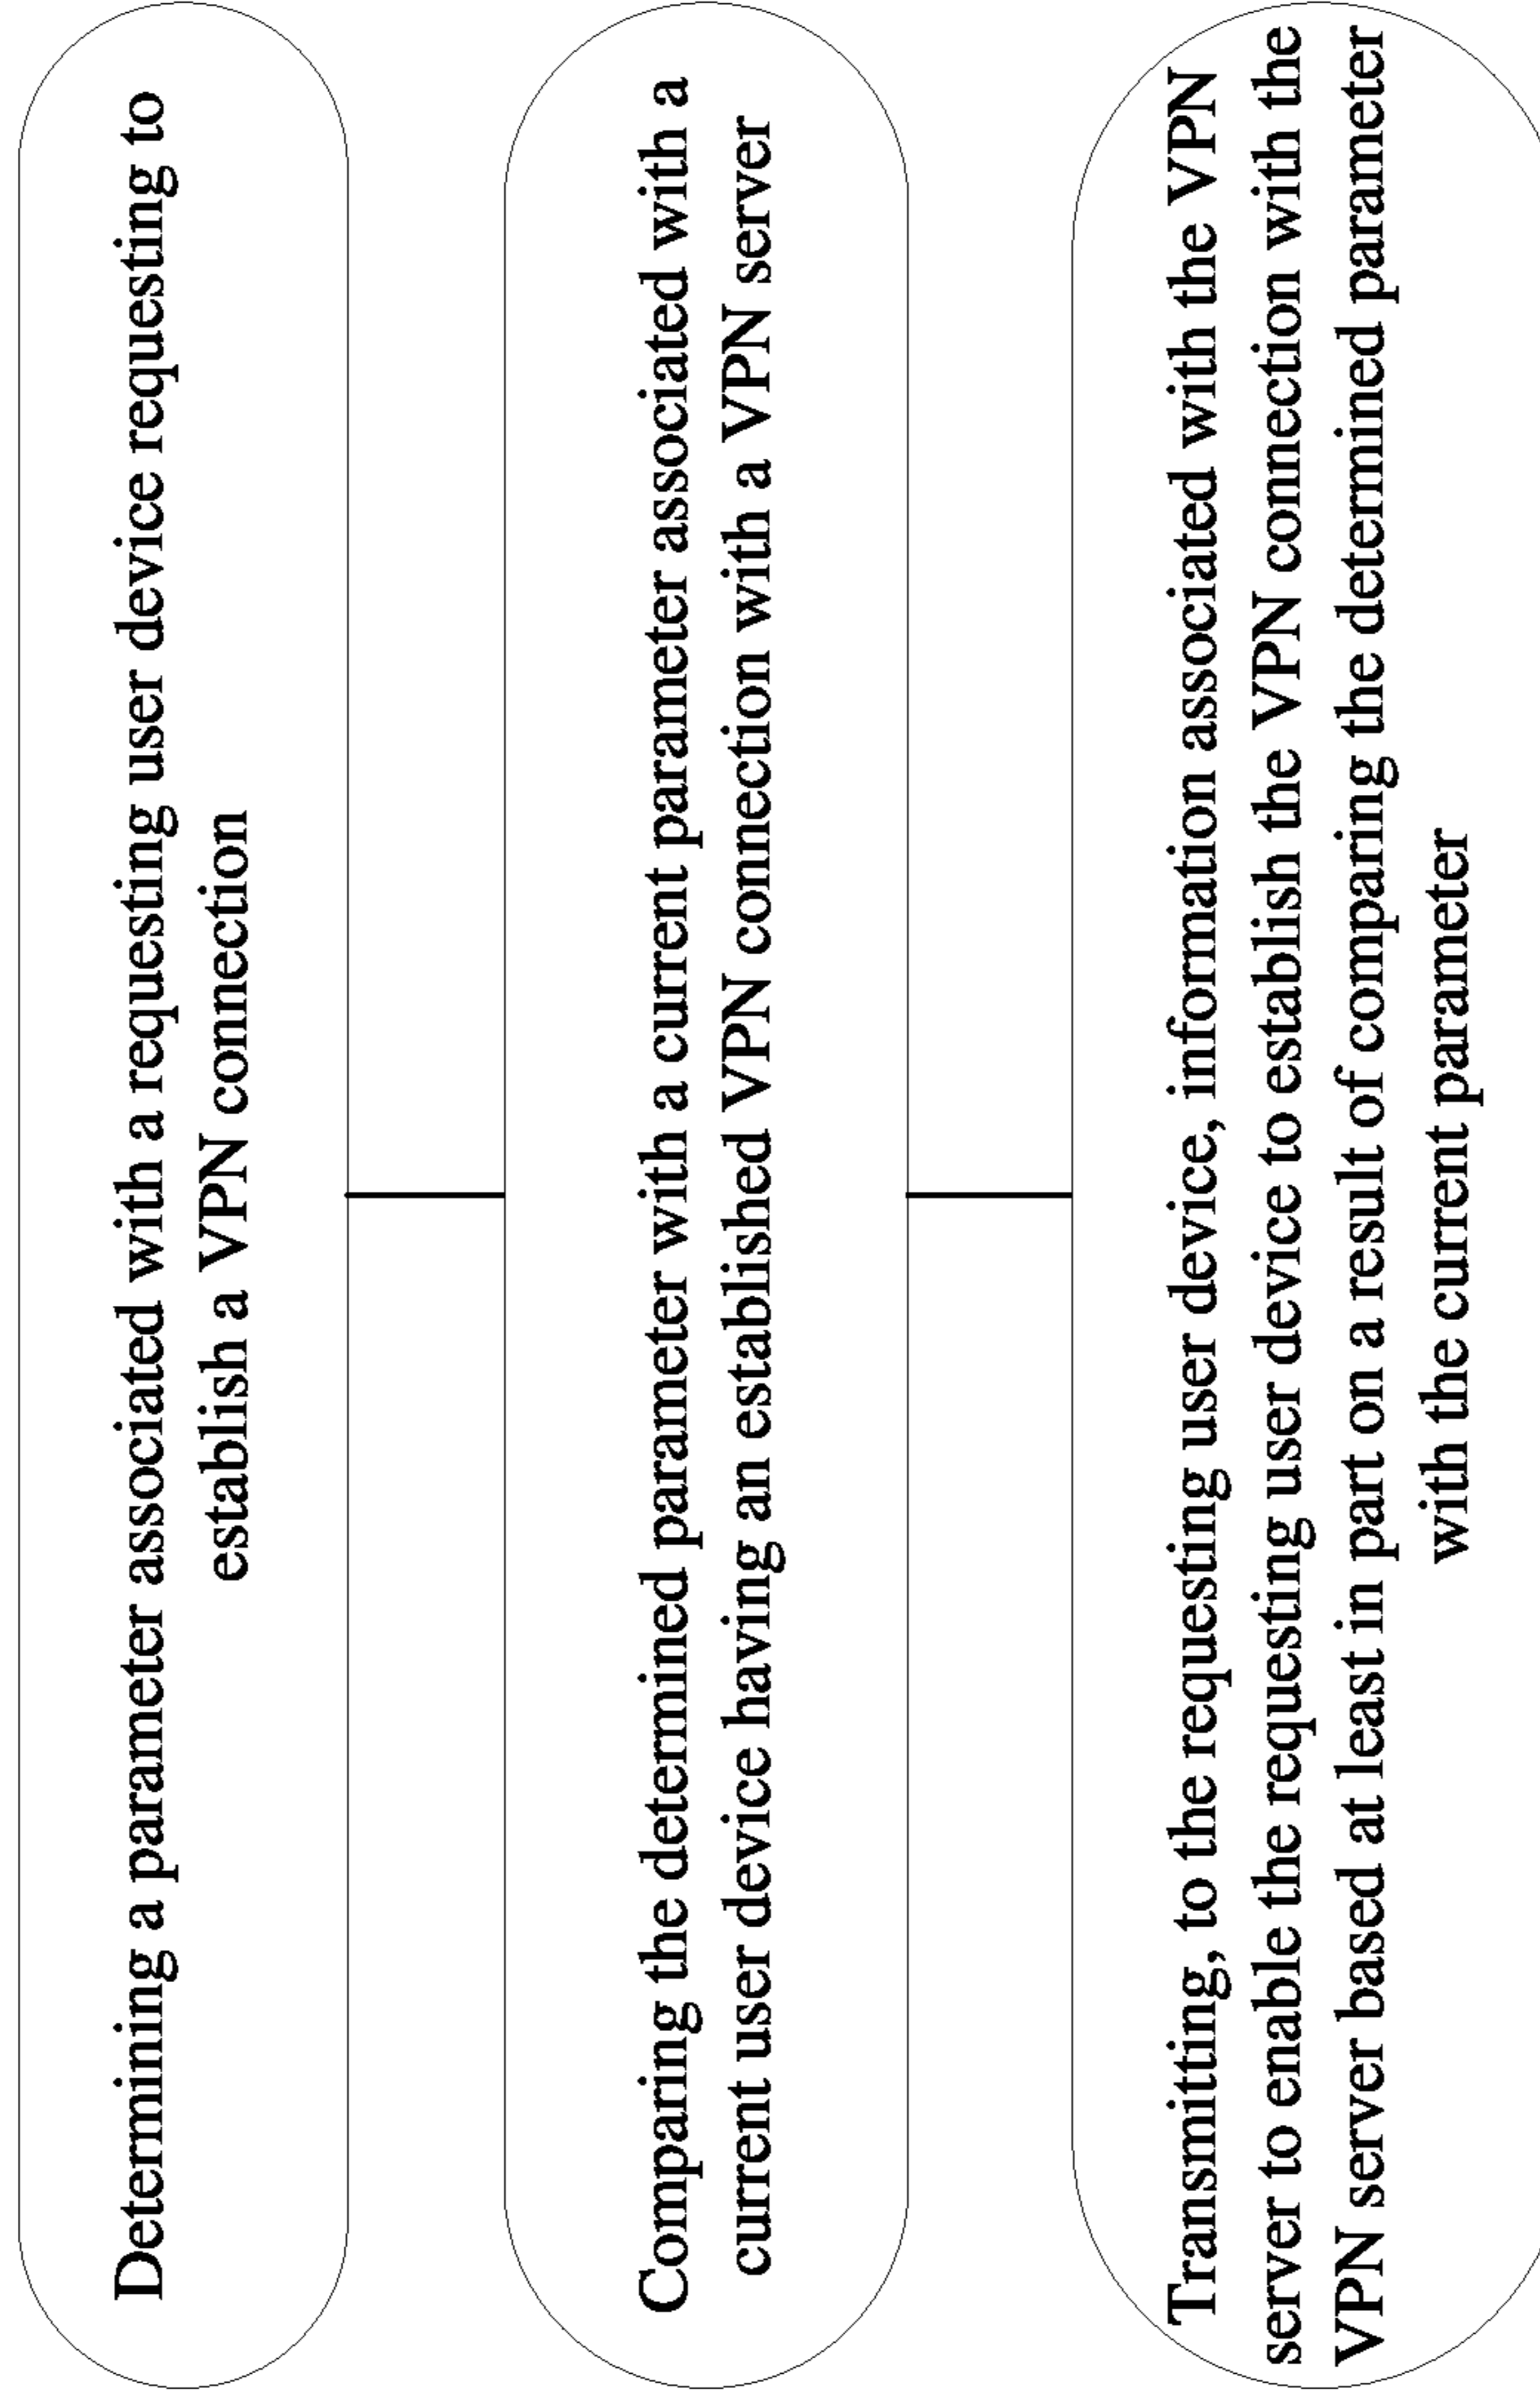 Determining a parameter associated with a requesting user device requesting to
establish a VPN connection
Comparing the determined parameter with a current parameter associated with a
current user device having an established VPN connection with a VPN server
Transmitting, to the requesting user device, information associated with the VPN
server to enable the requesting user device to establish the VPN connection with the
VPN server based at least in part on a result of comparing the determined parameter
with the current parameter